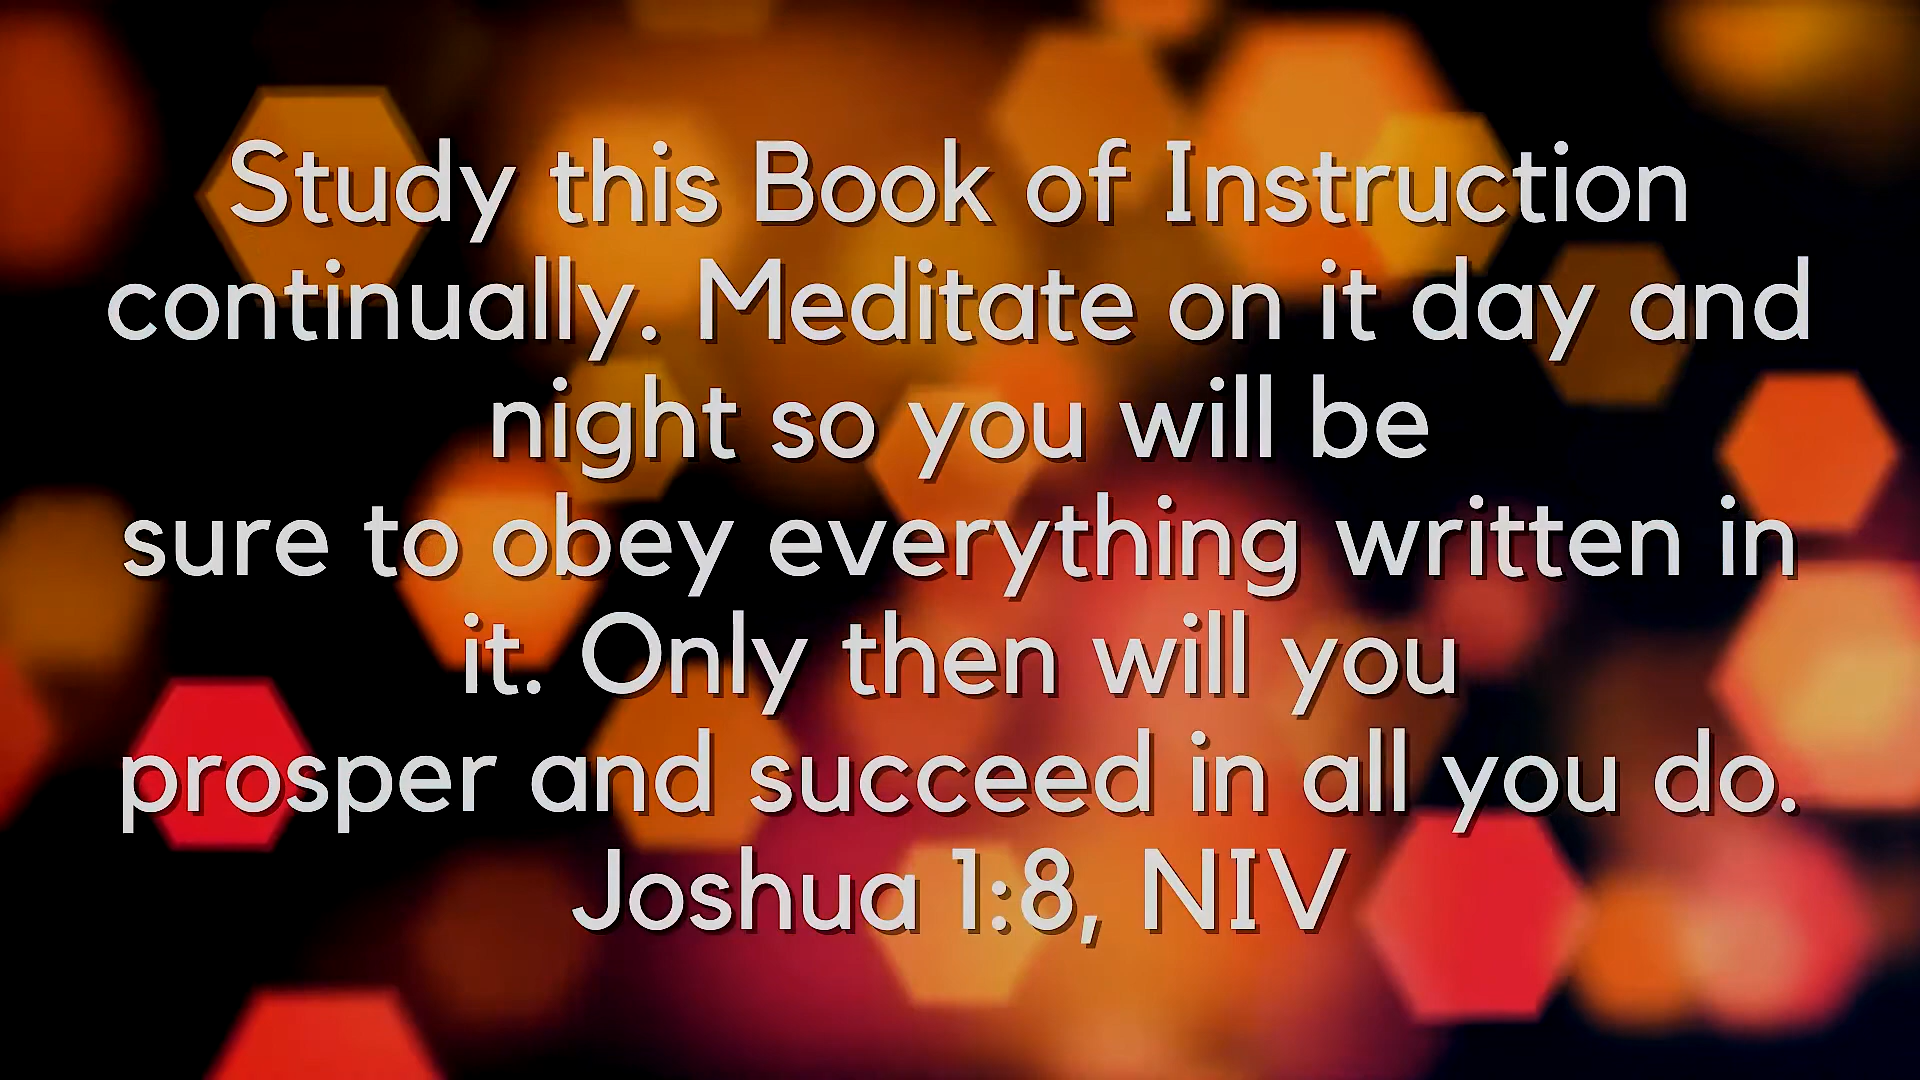 Study this Book of Instruction
continually. Meditate on it day and
night so you will be
sure to obey everything written in
it. Only then will you
prosper and succeed in all you do.
Joshua 1:8, NIV